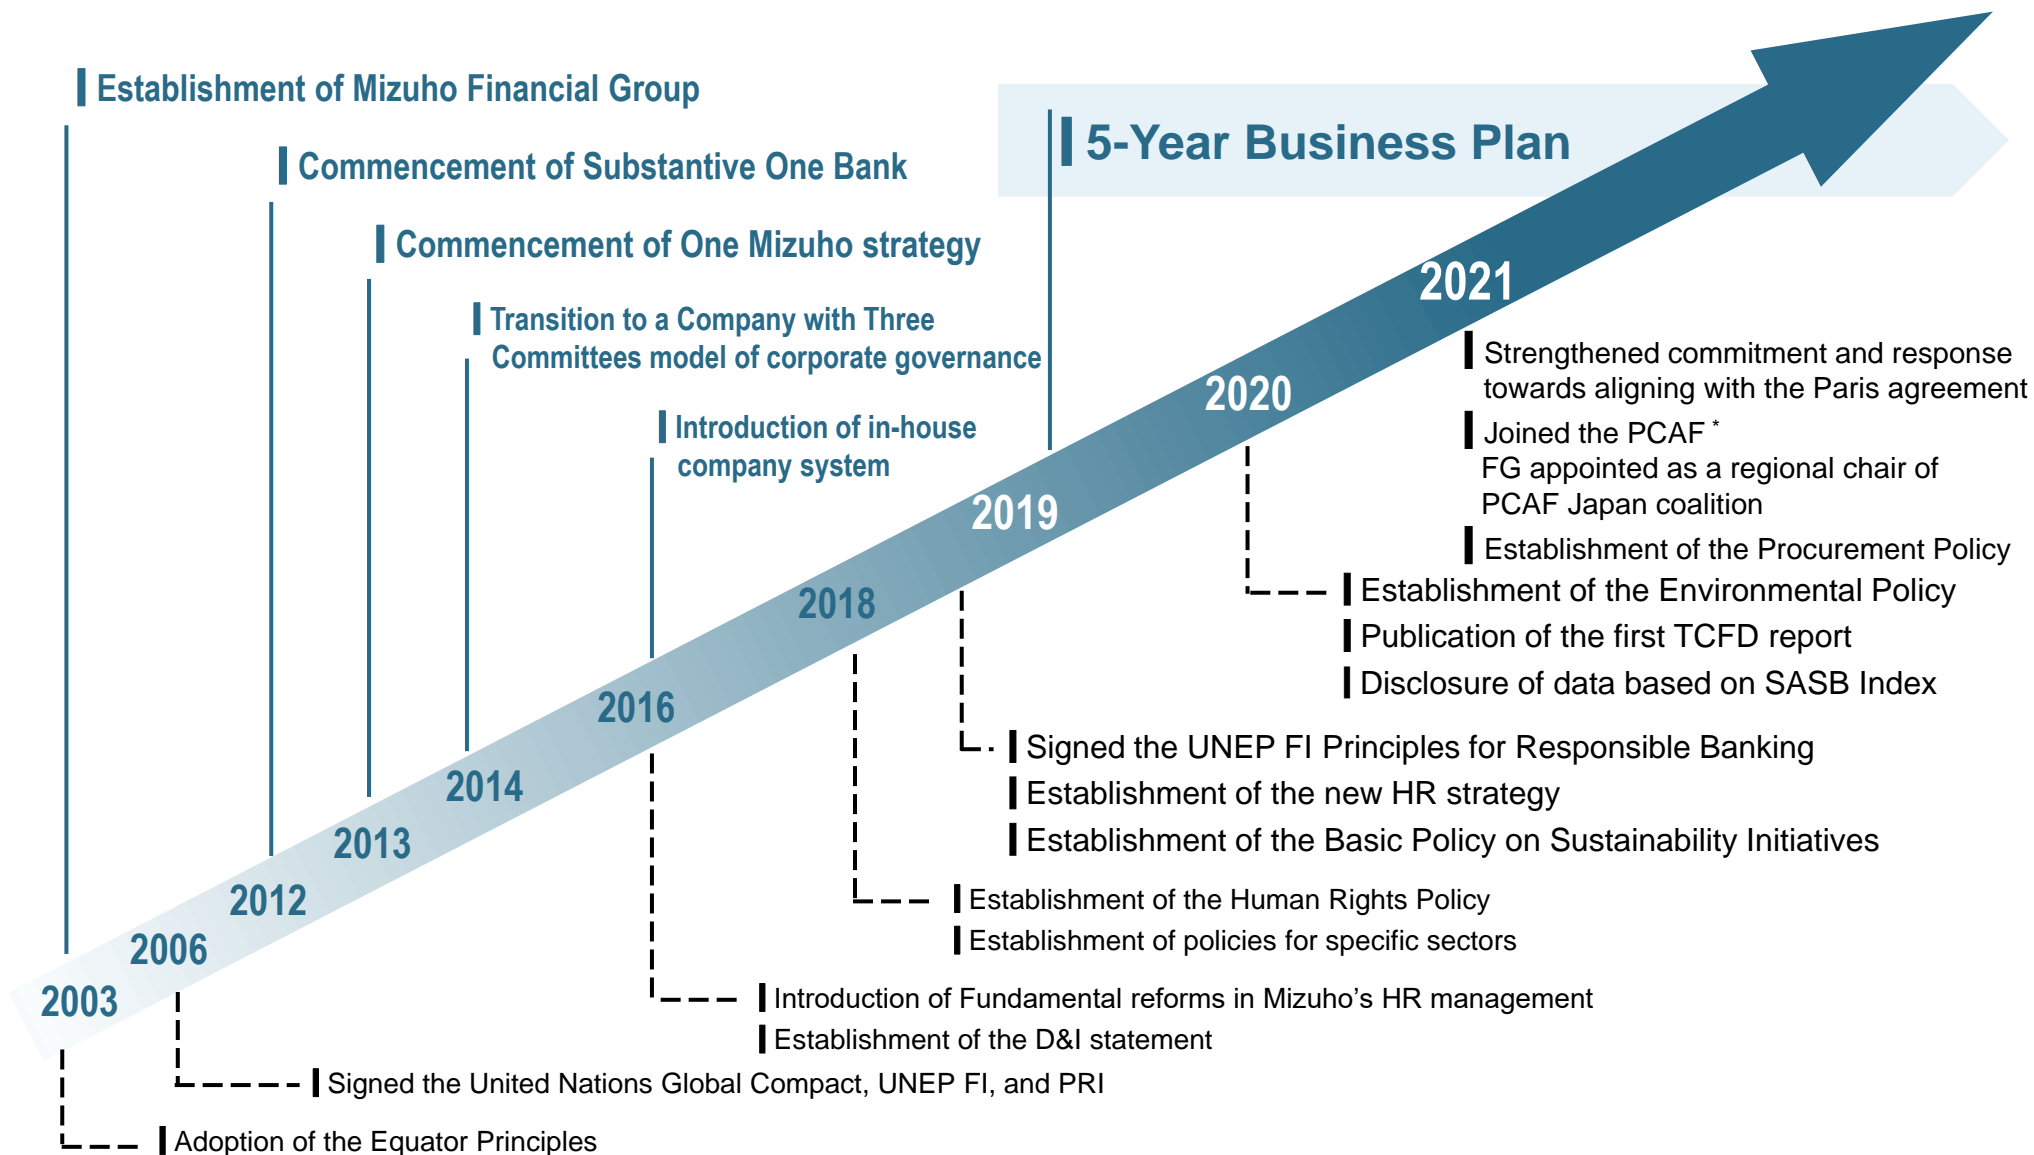 Establishment of Mizuho Financial Group
Commencement of Substantive One Bank
Commencement of One Mizuho strategy
Transition to a Company with Three
Committees model of corporate governance
Introduction of in-house
company system
5-Year Business Plan
2021
2020
2019
2018
2016
2014
2013
2012
2006
2003
Strengthened commitment and response
towards aligning with the Paris agreement
Joined the PCAF *
FG appointed as a regional chair of
PCAF Japan coalition
Establishment of the Procurement Policy
Establishment of the Environmental Policy
Publication of the first TCFD report
Disclosure of data based on SASB Index
Signed the UNEP FI Principles for Responsible Banking
Establishment of the new HR strategy
Establishment of the Basic Policy on Sustainability Initiatives
Establishment of the Human Rights Policy
Establishment of policies for specific sectors
Introduction of Fundamental reforms in Mizuho’s HR management
Establishment of the D&I statement
Signed the United Nations Global Compact, UNEP FI, and PRI
Adoption of the Equator Principles